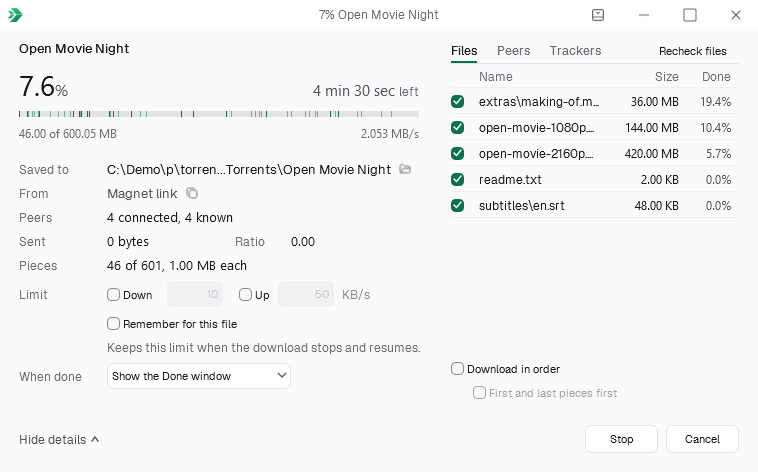 7% Open Movie Night
Open Movie Night
7.6%
4 min 30 sec left
46.00 of 600.05 MB
2.053 MB/s
Saved to C:\Demo\p\torren...Torrents\Open Movie Night
From Magnet link
Peers 4 connected, 4 known
Sent 0 bytes Ratio 0.00
Pieces 46 of 601, 1.00 MB each
Limit Down 10 Up 50 KB/s
Remember for this file
Keeps this limit when the download stops and resumes.
When done Show the Done window
Hide details
Files Peers Trackers Recheck files
Name Size Done
extras\making-of.m... 36.00 MB 19.4%
open-movie-1080p.... 144.00 MB 10.4%
open-movie-2160p.... 420.00 MB 5.7%
readme.txt 2.00 KB 0.0%
subtitles\en.srt 48.00 KB 0.0%
Download in order
First and last pieces first
Stop Cancel